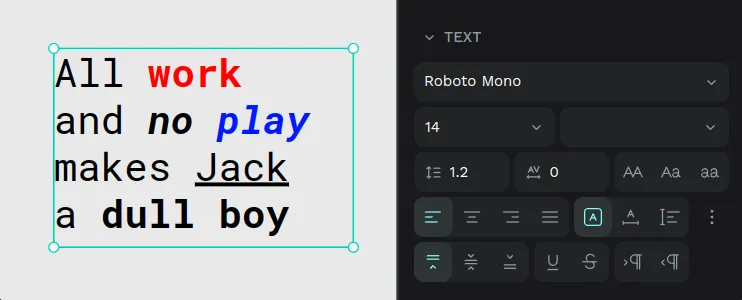 All work
and no play
makes Jack
a dull boy
TEXT
Roboto Mono
14
1.2
AV 0
AA Aa aa
A A
U S